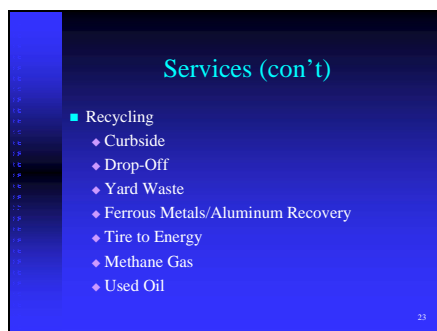 Services (con't)
Recycling
Curbside
Drop-Off
Yard Waste
Ferrous Metals/Aluminum Recovery
Tire to Energy
Methane Gas
Used Oil
23